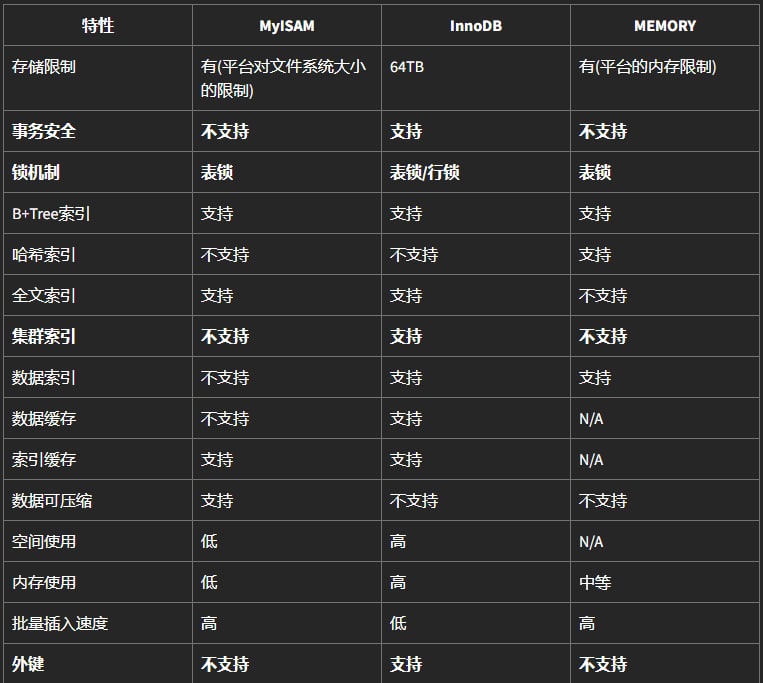 特性 MyISAM InnoDB MEMORY
存储限制 有(平台对文件系统大小 64TB 有(平台的内存限制)
的限制)
事务安全 不支持 支持 不支持
锁机制 表锁 表锁/行锁 表锁
B+Tree索引 支持 支持 支持
哈希索引 不支持 不支持 支持
全文索引 支持 支持 不支持
集群索引 不支持 支持 不支持
数据索引 不支持 支持 支持
数据缓存 不支持 支持 N/A
索引缓存 支持 支持 N/A
数据可压缩 支持 不支持 不支持
空间使用 低 高 N/A
内存使用 低 高 中等
批量插入速度 高 低 高
外键 不支持 支持 不支持